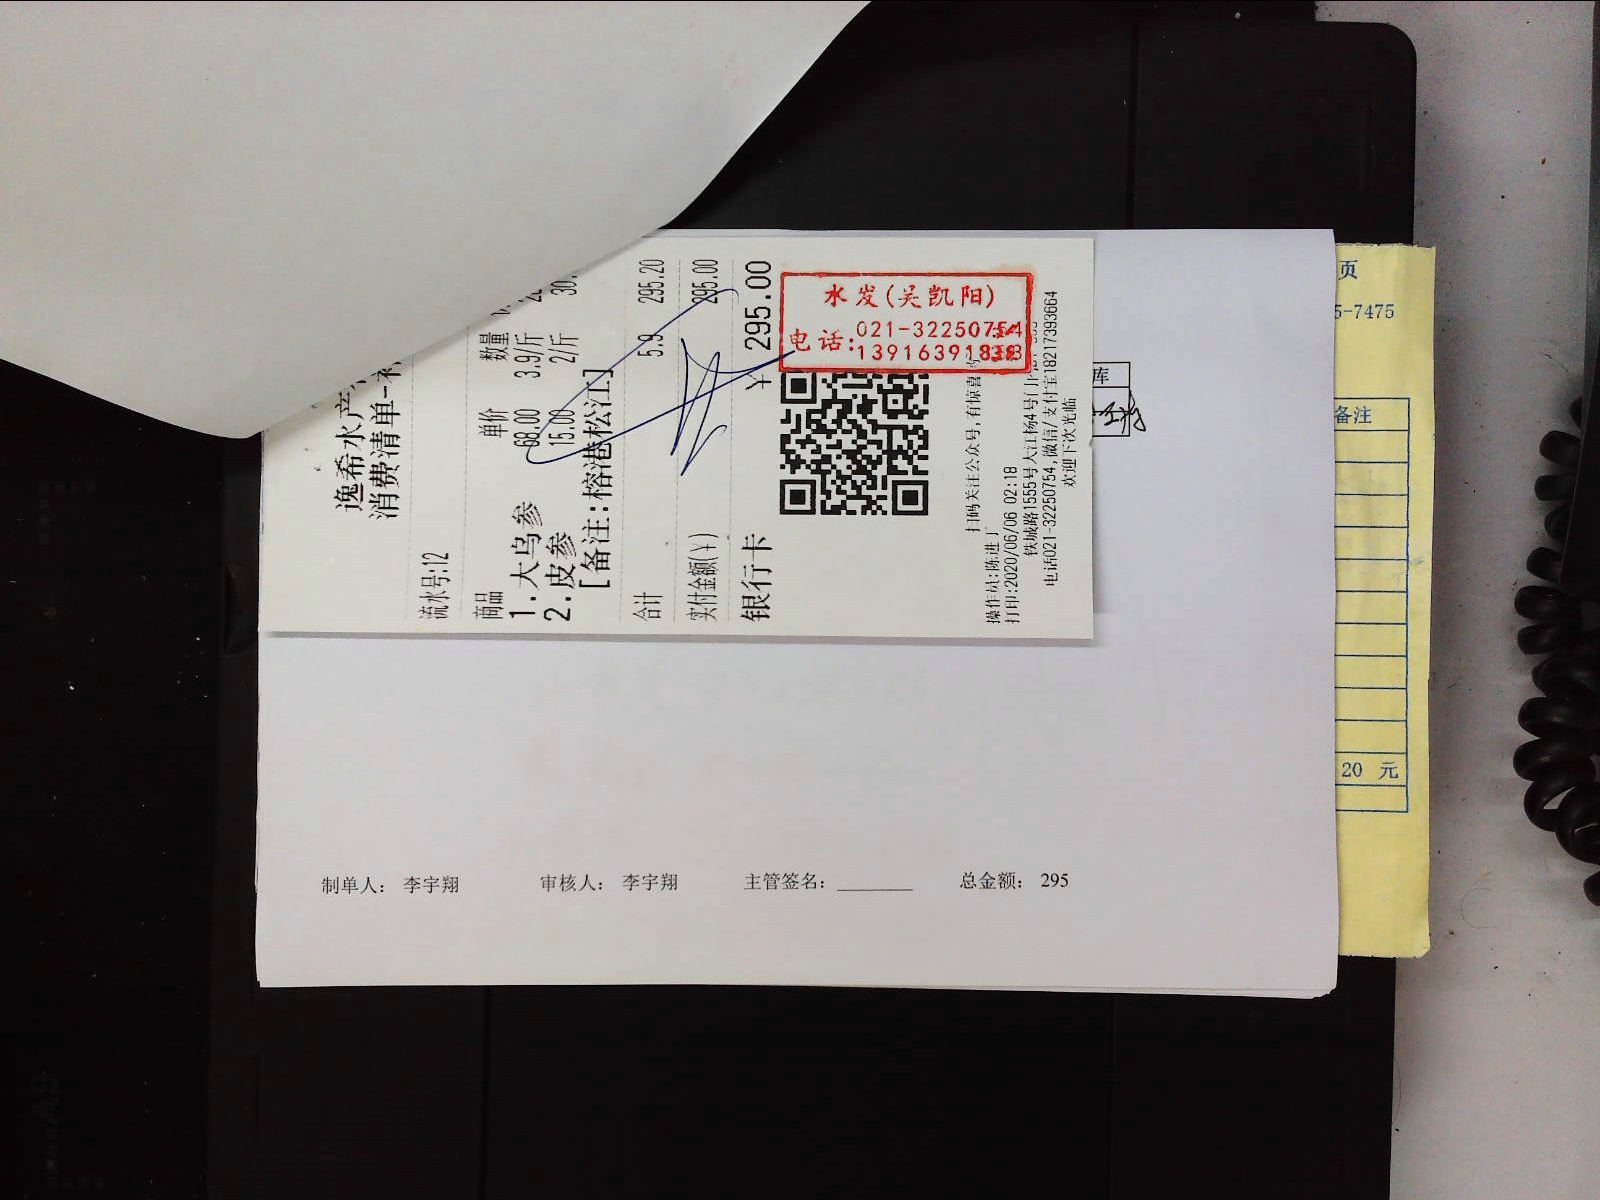 逸希水产
消费清单-
流水号:12
商品 单价 数量
1.大乌参 68.00 3.9/斤
2.皮参 15.00 2/斤 30.
[备注:榕港松江]
合计 5.9 295.20
实付金额(¥) 295.00
银行卡 ¥ 295.00
水发(吴凯阳)
电话:
021-32250754
139163918
扫码关注公众号,有惊喜
操作员:陈进丁
打印:2020/06/06 02:18
铁城路1555号大江杨4号门
电话021-32250754,微信/支付宝18217393664
欢迎下次光临
库
页
5-7475
备注
20 元
制单人: 李宇翔 审核人: 李宇翔 主管签名: 总金额: 295